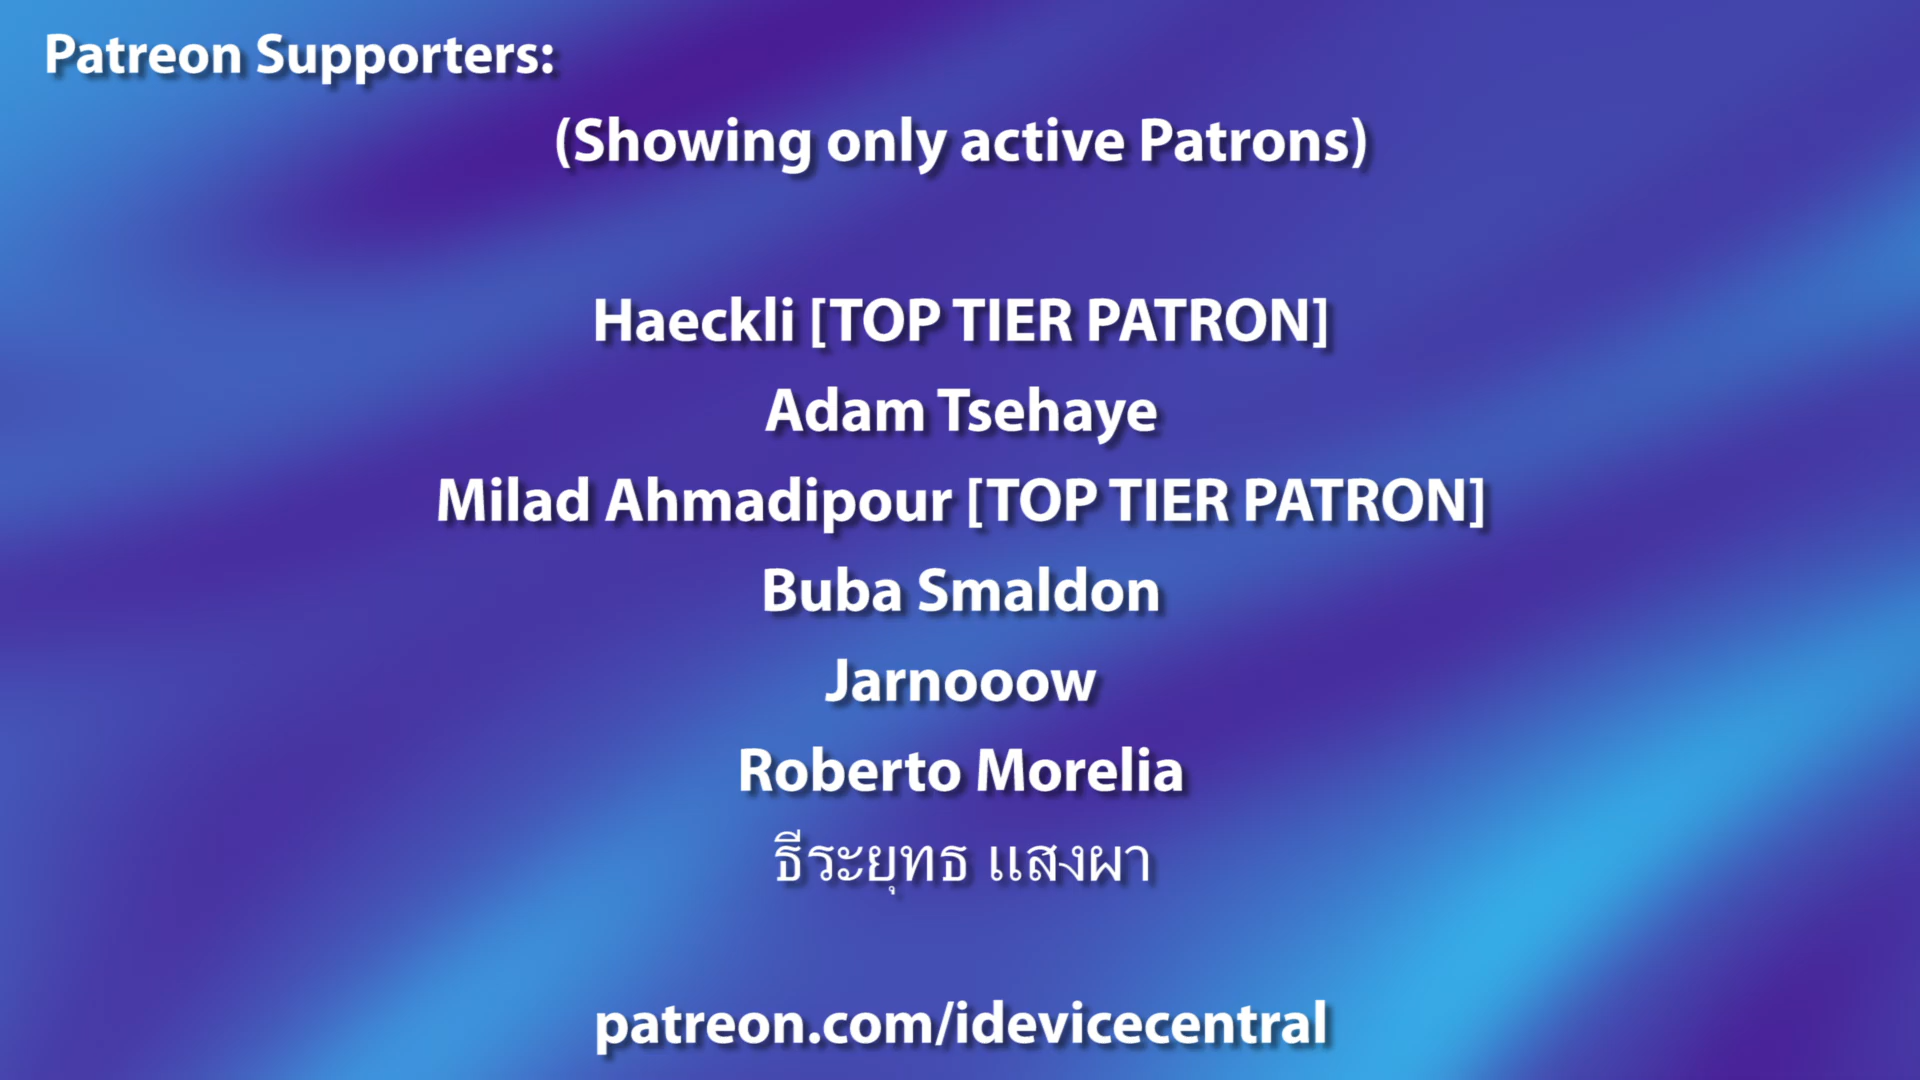 Patreon Supporters:
(Showing only active Patrons)
Haeckli [TOP TIER PATRON]
Adam Tsehaye
Milad Ahmadipour [TOP TIER PATRON]
Buba Smaldon
Jarnooow
Roberto Morelia
ธีระยุทธ แสงผา
patreon.com/idevicecentral